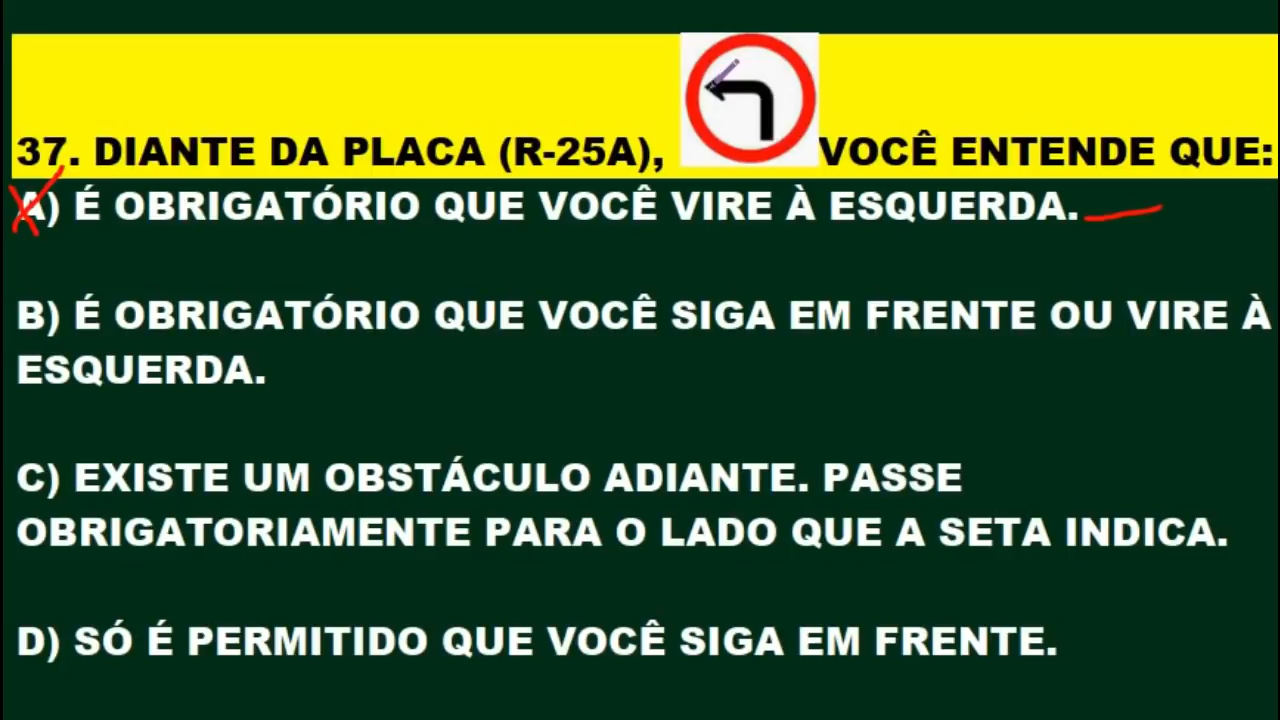 37. DIANTE DA PLACA (R-25A), VOCÊ ENTENDE QUE:
A) É OBRIGATÓRIO QUE VOCÊ VIRE À ESQUERDA.
B) É OBRIGATÓRIO QUE VOCÊ SIGA EM FRENTE OU VIRE À
ESQUERDA.
C) EXISTE UM OBSTÁCULO ADIANTE. PASSE
OBRIGATORIAMENTE PARA O LADO QUE A SETA INDICA.
D) SÓ É PERMITIDO QUE VOCÊ SIGA EM FRENTE.